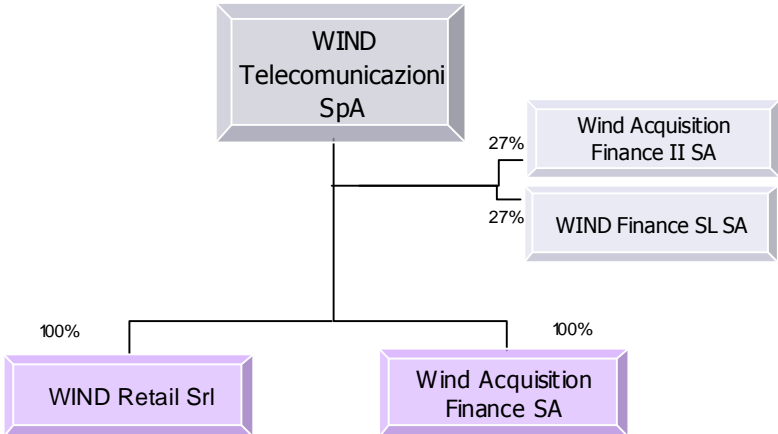 WIND
Telecomunicazioni
SpA
27%
Wind Acquisition
Finance II SA
27%
WIND Finance SL SA
100%
100%
WIND Retail Srl
Wind Acquisition
Finance SA